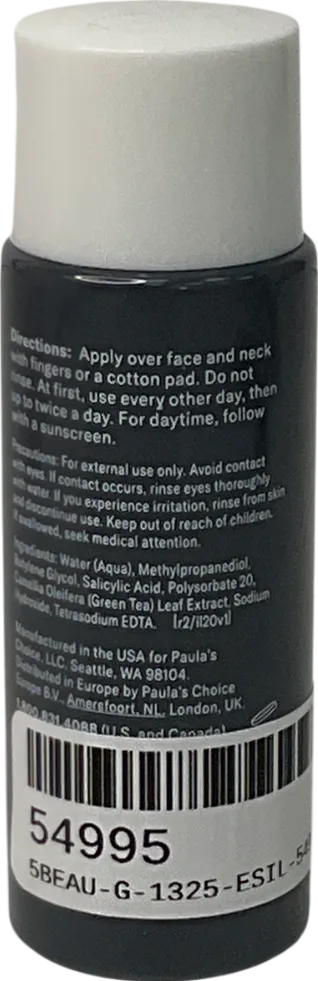 Directions: Apply over face and neck
with fingers or a cotton pad. Do not
rinse. At first, use every other day, then
up to twice a day. For daytime, follow
with a sunscreen.
Precautions: For external use only. Avoid contact
with eyes. If contact occurs, rinse eyes thoroughly
with water. If you experience irritation, rinse from skin
and discontinue use. Keep out of reach of children.
If swallowed, seek medical attention.
Ingredients: Water (Aqua), Methylpropanediol,
Butylene Glycol, Salicylic Acid, Polysorbate 20,
Camellia Oleifera (Green Tea) Leaf Extract, Sodium
Hydroxide, Tetrasodium EDTA. [r2/il20v1]
Manufactured in the USA for Paula's
Choice, LLC, Seattle, WA 98104.
Distributed in Europe by Paula's Choice
Europe B.V., Amersfoort, NL. London, UK.
1.800.831.4088 (U.S. and Canada)
54995
5BEAU-G-1325-ESIL-